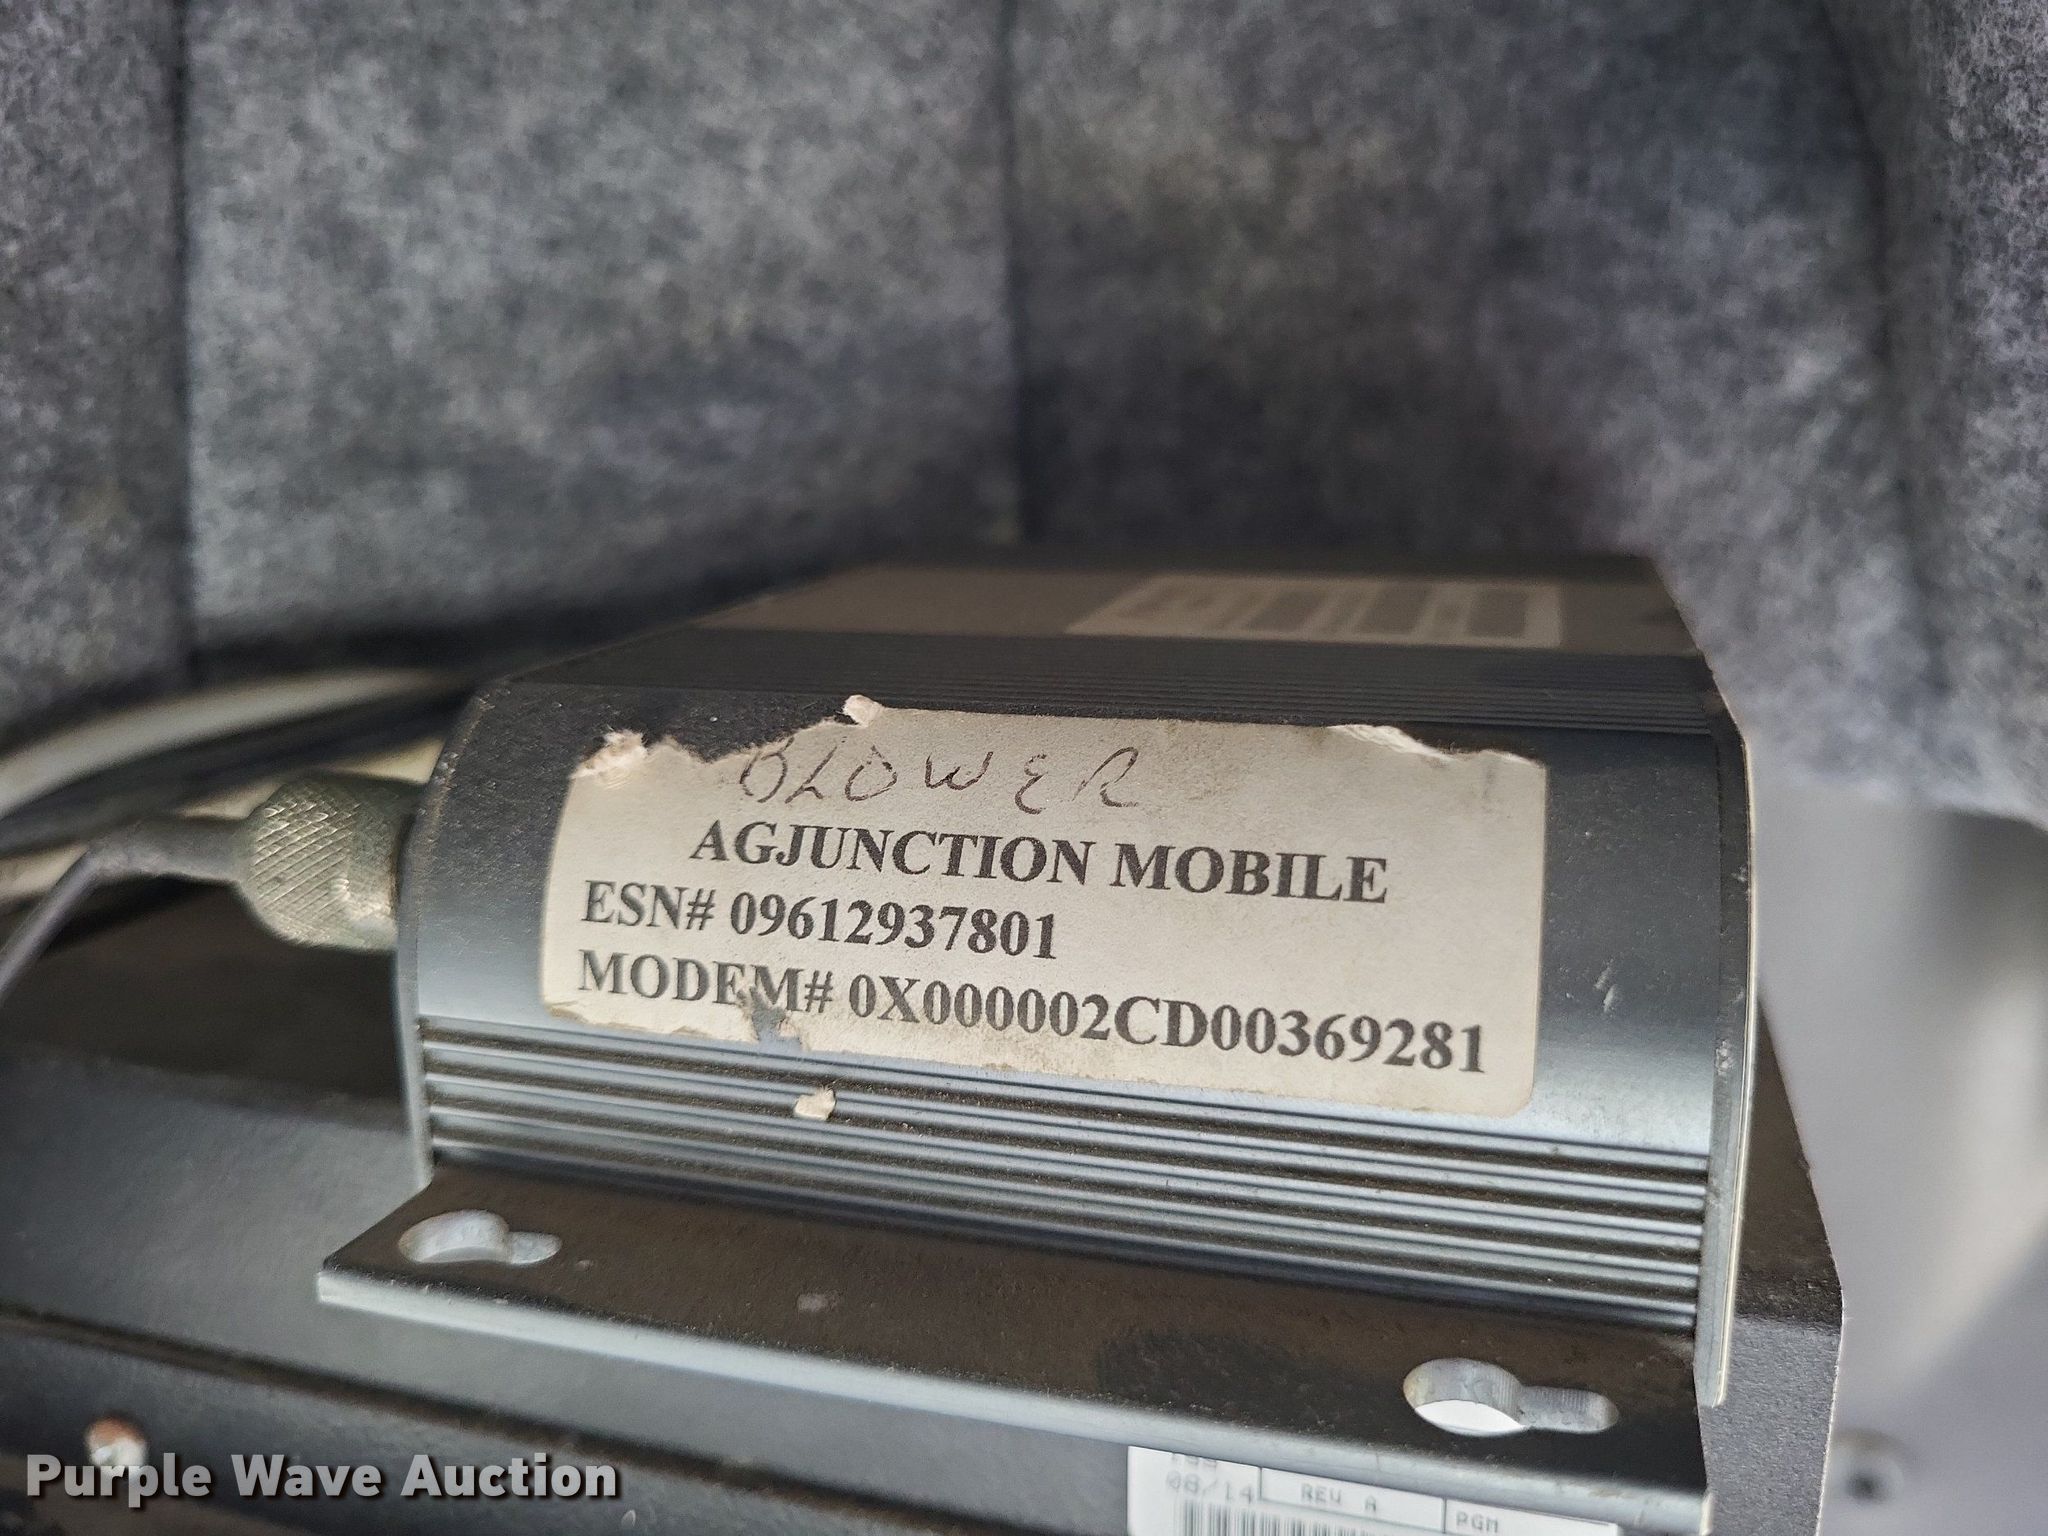 BLOWER
AGJUNCTION MOBILE
ESN# 09612937801
MODEM# 0X000002CD00369281
08/14
REV A
PGM
Purple Wave Auction